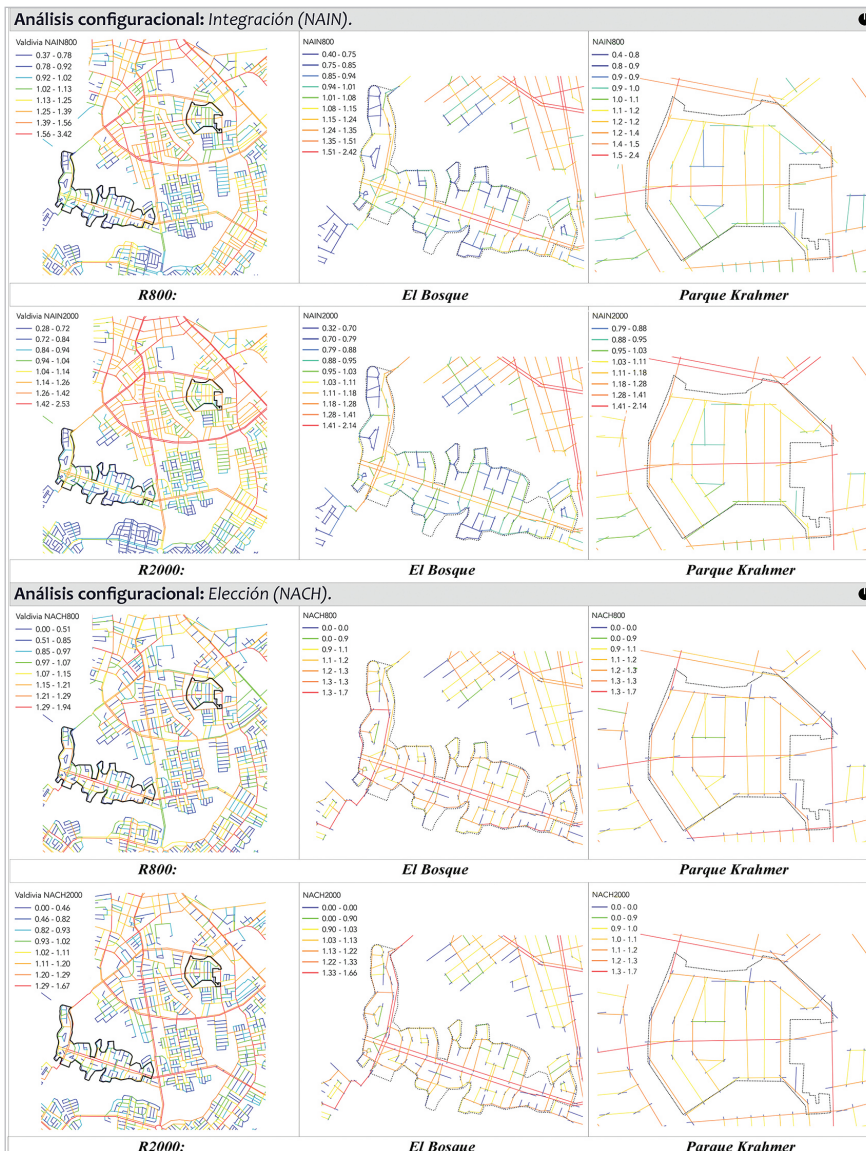 Análisis configuracional: Integración (NAIN).
Valdivia NAIN800
0.37 - 0.78
0.78 - 0.92
0.92 - 1.02
1.02 - 1.13
1.13 - 1.25
1.25 - 1.39
1.39 - 1.56
1.56 - 3.42
NAIN800
0.40 - 0.75
0.75 - 0.85
0.85 - 0.94
0.94 - 1.01
1.01 - 1.08
1.08 - 1.15
1.15 - 1.24
1.24 - 1.35
1.35 - 1.51
1.51 - 2.42
NAIN800
0.4 - 0.8
0.8 - 0.9
0.9 - 0.9
0.9 - 1.0
1.0 - 1.1
1.1 - 1.2
1.2 - 1.2
1.2 - 1.4
1.4 - 1.5
1.5 - 2.4
R800:
El Bosque
Parque Krahmer
Valdivia NAIN2000
0.28 - 0.72
0.72 - 0.84
0.84 - 0.94
0.94 - 1.04
1.04 - 1.14
1.14 - 1.26
1.26 - 1.42
1.42 - 2.53
NAIN2000
0.32 - 0.70
0.70 - 0.79
0.79 - 0.88
0.88 - 0.95
0.95 - 1.03
1.03 - 1.11
1.11 - 1.18
1.18 - 1.28
1.28 - 1.41
1.41 - 2.14
NAIN2000
0.79 - 0.88
0.88 - 0.95
0.95 - 1.03
1.03 - 1.11
1.11 - 1.18
1.18 - 1.28
1.28 - 1.41
1.41 - 2.14
R2000:
El Bosque
Parque Krahmer
Análisis configuracional: Elección (NACH).
Valdivia NACH800
0.00 - 0.51
0.51 - 0.85
0.85 - 0.97
0.97 - 1.07
1.07 - 1.15
1.15 - 1.21
1.21 - 1.29
1.29 - 1.94
NACH800
0.0 - 0.0
0.0 - 0.9
0.9 - 1.1
1.1 - 1.2
1.2 - 1.3
1.3 - 1.3
1.3 - 1.7
NACH800
0.0 - 0.0
0.0 - 0.9
0.9 - 1.1
1.1 - 1.2
1.2 - 1.3
1.3 - 1.3
1.3 - 1.7
R800:
El Bosque
Parque Krahmer
Valdivia NACH2000
0.00 - 0.46
0.46 - 0.82
0.82 - 0.93
0.93 - 1.02
1.02 - 1.11
1.11 - 1.20
1.20 - 1.29
1.29 - 1.67
NACH2000
0.00 - 0.00
0.00 - 0.90
0.90 - 1.03
1.03 - 1.13
1.13 - 1.22
1.22 - 1.33
1.33 - 1.66
NACH2000
0.0 - 0.0
0.0 - 0.9
0.9 - 1.0
1.0 - 1.1
1.1 - 1.2
1.2 - 1.3
1.3 - 1.7
R2000:
El Bosque
Parque Krahmer